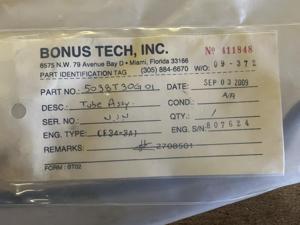 BONUS TECH, INC. Nº 411848
6575 N.W. 79 Avenue Bay D • Miami, Florida 33166
PART IDENTIFICATION TAG (305) 884-6670 W/O: 09-372
PART NO.: 5038T30G01 DATE: SEP 03 2009
DESC.: Tube Assy COND.: A/R
SER. NO.: N/N QTY.: 1
ENG. TYPE: CF34-3A1 ENG. S/N: 807624
REMARKS: # 2708501
FORM: BT02